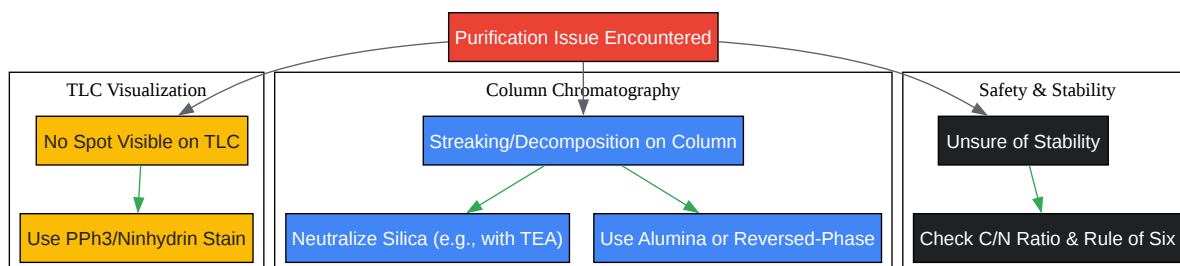 Purification Issue Encountered
TLC Visualization
Column Chromatography
Safety & Stability
No Spot Visible on TLC
Streaking/Decomposition on Column
Unsure of Stability
Use PPh3/Ninhydrin Stain
Neutralize Silica (e.g., with TEA)
Use Alumina or Reversed-Phase
Check C/N Ratio & Rule of Six